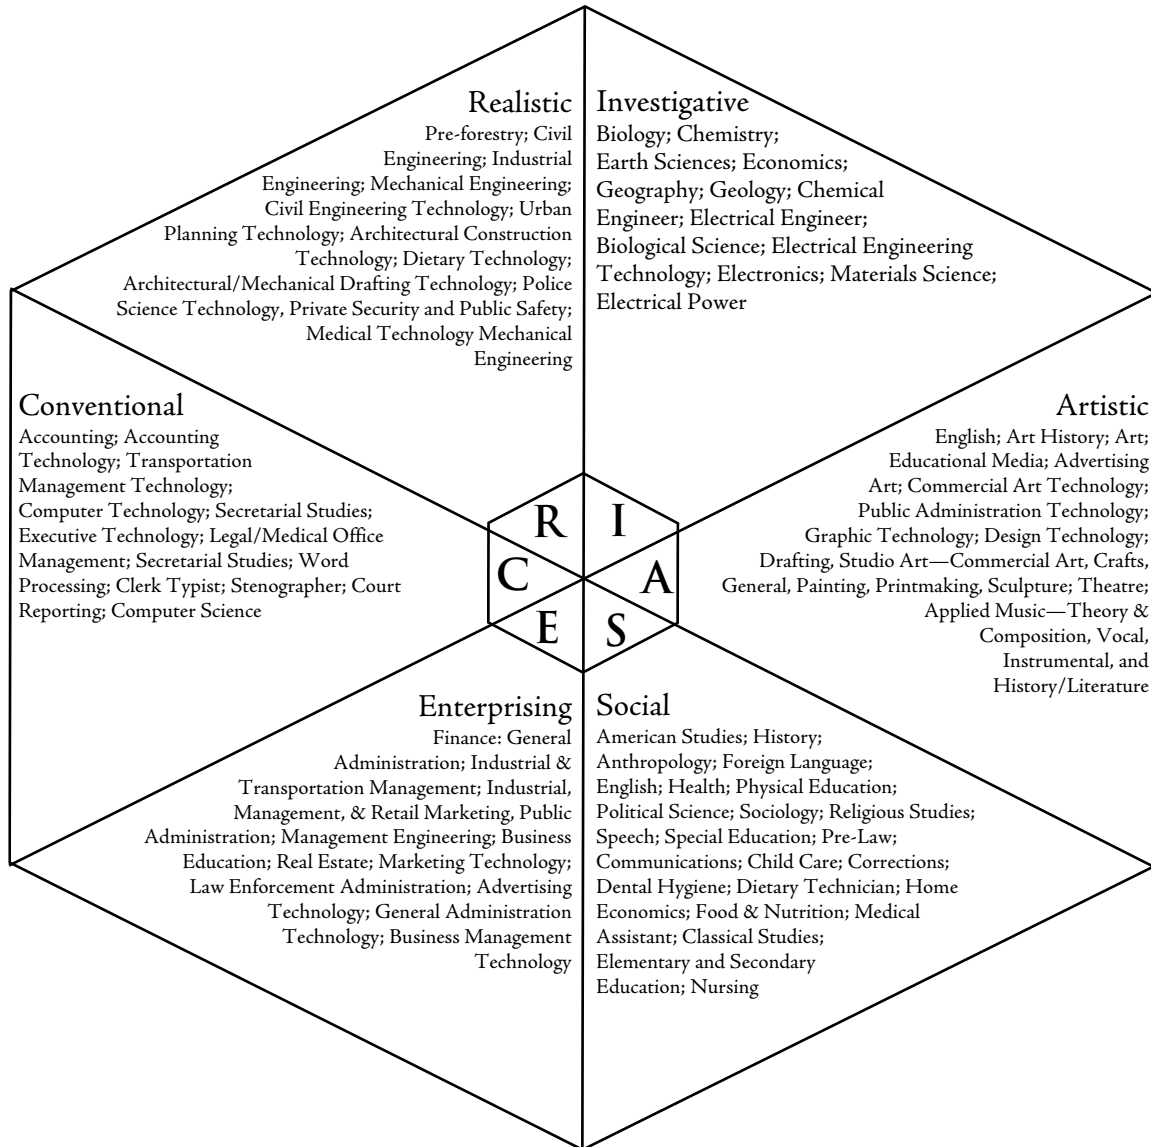 Realistic
Pre-forestry; Civil
Engineering; Industrial
Engineering; Mechanical Engineering;
Civil Engineering Technology; Urban
Planning Technology; Architectural Construction
Technology; Dietary Technology;
Architectural/Mechanical Drafting Technology; Police
Science Technology, Private Security and Public Safety;
Medical Technology Mechanical
Engineering
Investigative
Biology; Chemistry;
Earth Sciences; Economics;
Geography; Geology; Chemical
Engineer; Electrical Engineer;
Biological Science; Electrical Engineering
Technology; Electronics; Materials Science;
Electrical Power
Conventional
Accounting; Accounting
Technology; Transportation
Management Technology;
Computer Technology; Secretarial Studies;
Executive Technology; Legal/Medical Office
Management; Secretarial Studies; Word
Processing; Clerk Typist; Stenographer; Court
Reporting; Computer Science
R
I
C
A
E
S
Artistic
English; Art History; Art;
Educational Media; Advertising
Art; Commercial Art Technology;
Public Administration Technology;
Graphic Technology; Design Technology;
Drafting, Studio Art—Commercial Art, Crafts,
General, Painting, Printmaking, Sculpture; Theatre;
Applied Music—Theory &
Composition, Vocal,
Instrumental, and
History/Literature
Enterprising
Finance: General
Administration; Industrial &
Transportation Management; Industrial,
Management, & Retail Marketing, Public
Administration; Management Engineering; Business
Education; Real Estate; Marketing Technology;
Law Enforcement Administration; Advertising
Technology; General Administration
Technology; Business Management
Technology
Social
American Studies; History;
Anthropology; Foreign Language;
English; Health; Physical Education;
Political Science; Sociology; Religious Studies;
Speech; Special Education; Pre-Law;
Communications; Child Care; Corrections;
Dental Hygiene; Dietary Technician; Home
Economics; Food & Nutrition; Medical
Assistant; Classical Studies;
Elementary and Secondary
Education; Nursing